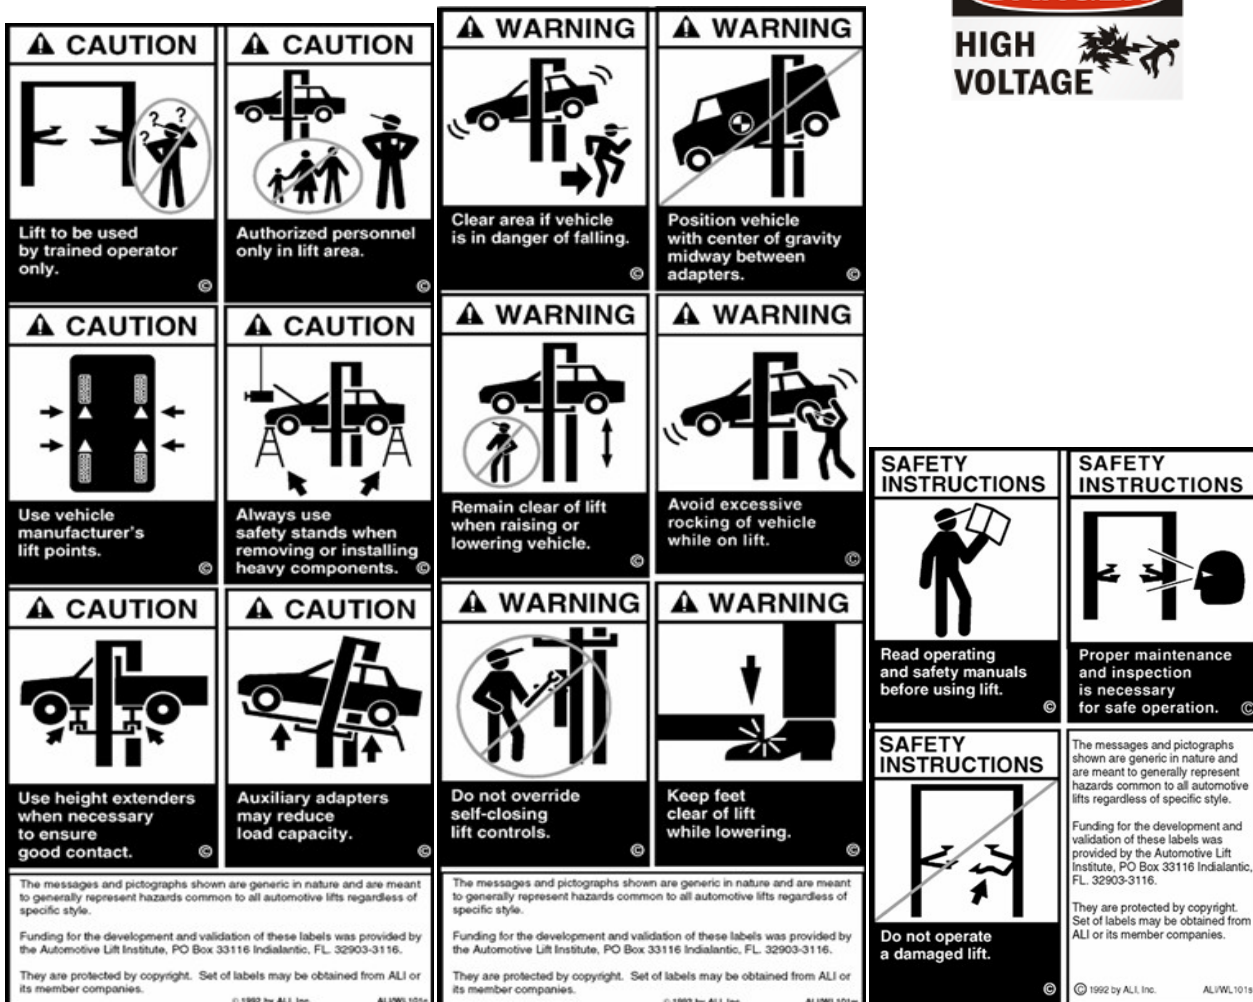 CAUTION
Lift to be used
by trained operator
only.
©
CAUTION
Authorized personnel
only in lift area.
©
CAUTION
Use vehicle
manufacturer's
lift points.
©
CAUTION
Always use
safety stands when
removing or installing
heavy components.
©
CAUTION
Use height extenders
when necessary
to ensure
good contact.
©
CAUTION
Auxiliary adapters
may reduce
load capacity.
©
The messages and pictographs shown are generic in nature and are meant
to generally represent hazards common to all automotive lifts regardless of
specific style.
Funding for the development and validation of these labels was provided by
the Automotive Lift Institute, PO Box 33116 Indialantic, FL. 32903-3116.
They are protected by copyright. Set of labels may be obtained from ALI or
its member companies.
© 1992 by ALI, Inc. ALI/WL101c
WARNING
Clear area if vehicle
is in danger of falling.
©
WARNING
Position vehicle
with center of gravity
midway between
adapters.
©
WARNING
Remain clear of lift
when raising or
lowering vehicle.
©
WARNING
Avoid excessive
rocking of vehicle
while on lift.
©
WARNING
Do not override
self-closing
lift controls.
©
WARNING
Keep feet
clear of lift
while lowering.
©
The messages and pictographs shown are generic in nature and are meant
to generally represent hazards common to all automotive lifts regardless of
specific style.
Funding for the development and validation of these labels was provided by
the Automotive Lift Institute, PO Box 33116 Indialantic, FL. 32903-3116.
They are protected by copyright. Set of labels may be obtained from ALI or
its member companies.
ALI/WL101w
HIGH
VOLTAGE
SAFETY
INSTRUCTIONS
Read operating
and safety manuals
before using lift.
©
SAFETY
INSTRUCTIONS
Proper maintenance
and inspection
is necessary
for safe operation.
©
SAFETY
INSTRUCTIONS
Do not operate
a damaged lift.
©
The messages and pictographs
shown are generic in nature and
are meant to generally represent
hazards common to all automotive
lifts regardless of specific style.
Funding for the development and
validation of these labels was
provided by the Automotive Lift
Institute, PO Box 33116 Indialantic,
FL. 32903-3116.
They are protected by copyright.
Set of labels may be obtained from
ALI or its member companies.
© 1992 by ALI, Inc. ALI/WL101s